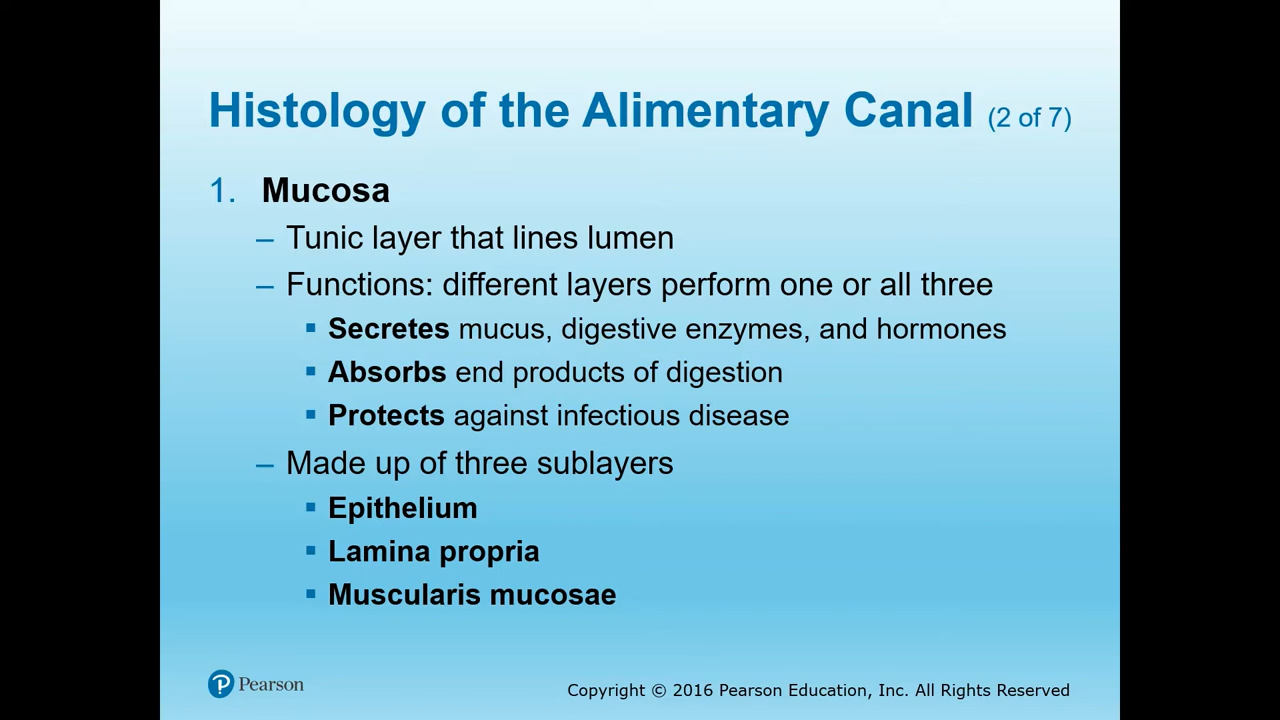 Histology of the Alimentary Canal (2 of 7)
1. Mucosa
– Tunic layer that lines lumen
– Functions: different layers perform one or all three
▪ Secretes mucus, digestive enzymes, and hormones
▪ Absorbs end products of digestion
▪ Protects against infectious disease
– Made up of three sublayers
▪ Epithelium
▪ Lamina propria
▪ Muscularis mucosae
P Pearson
Copyright © 2016 Pearson Education, Inc. All Rights Reserved